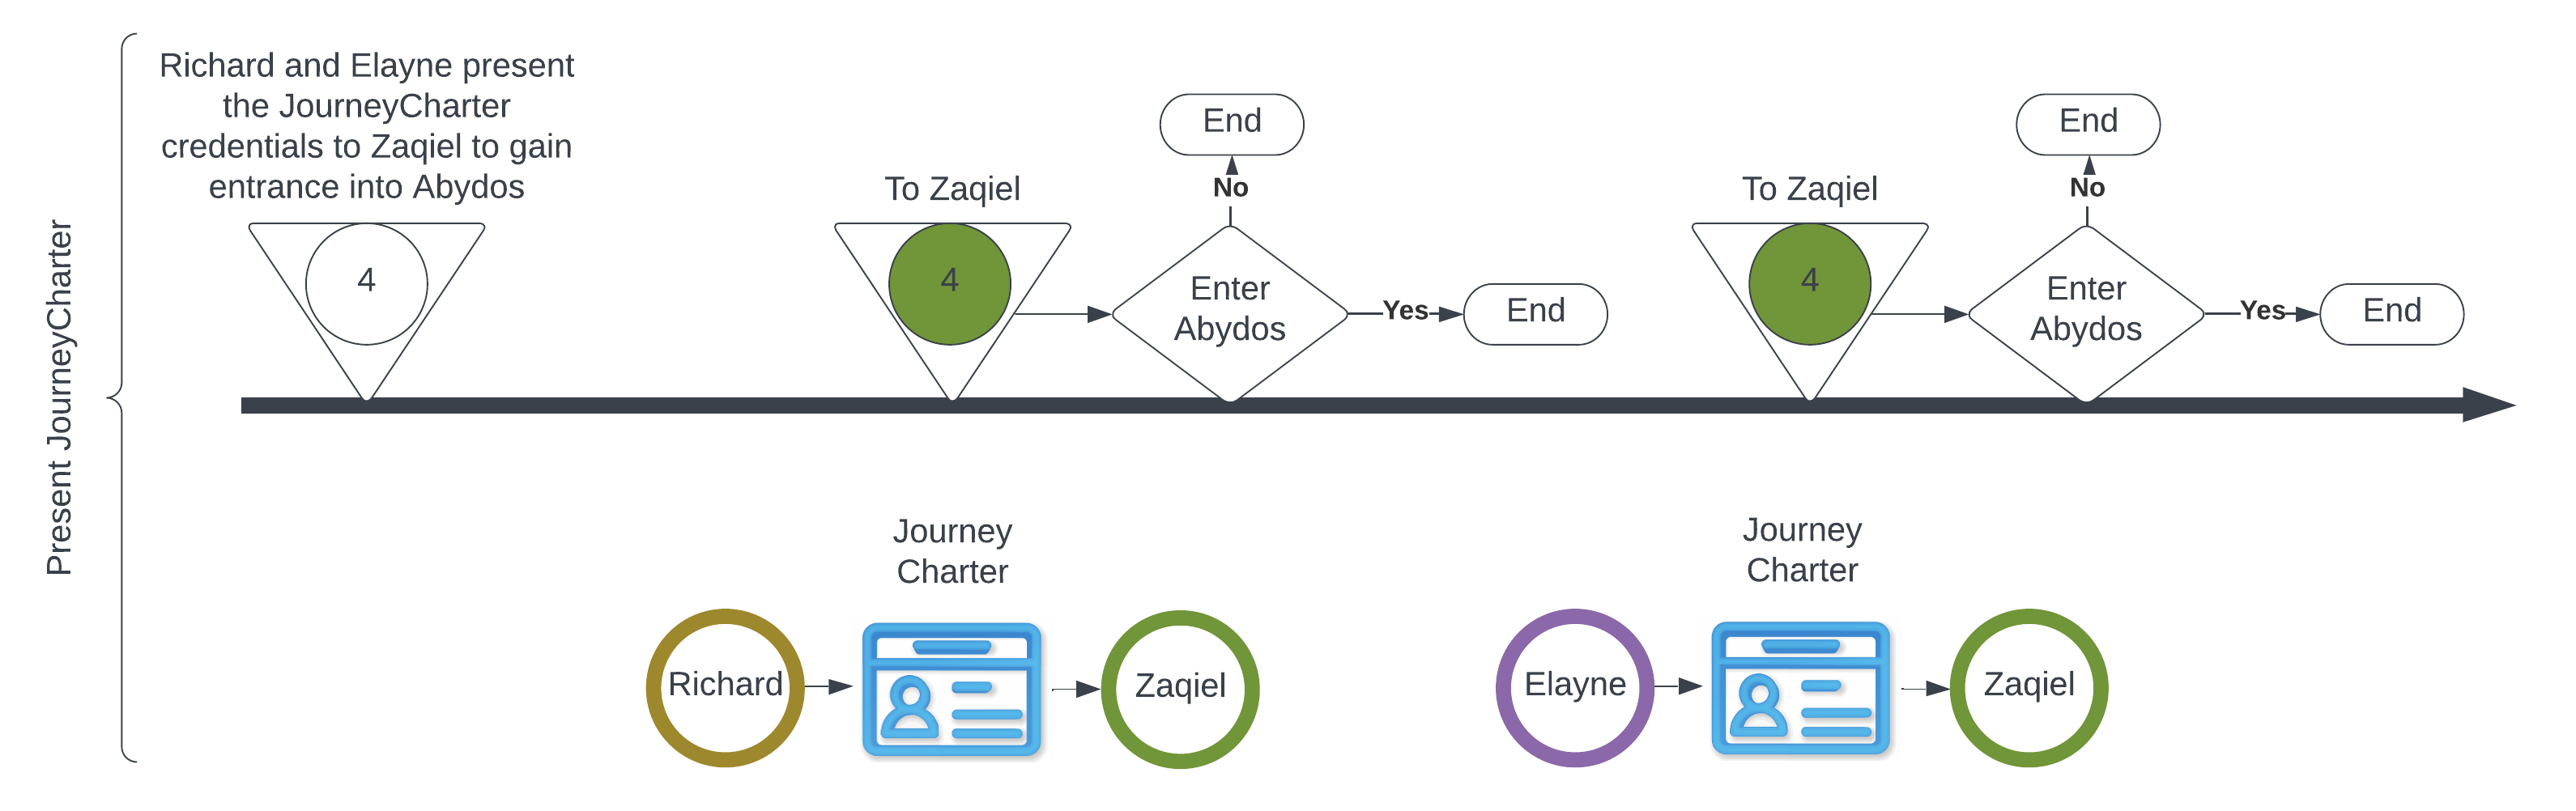 Present JourneyCharter
Richard and Elayne present
the JourneyCharter
credentials to Zaqiel to gain
entrance into Abydos
4
To Zaqiel
4
Enter
Abydos
No
End
Yes
End
To Zaqiel
4
Enter
Abydos
No
End
Yes
End
Journey
Charter
Richard
Zaqiel
Journey
Charter
Elayne
Zaqiel